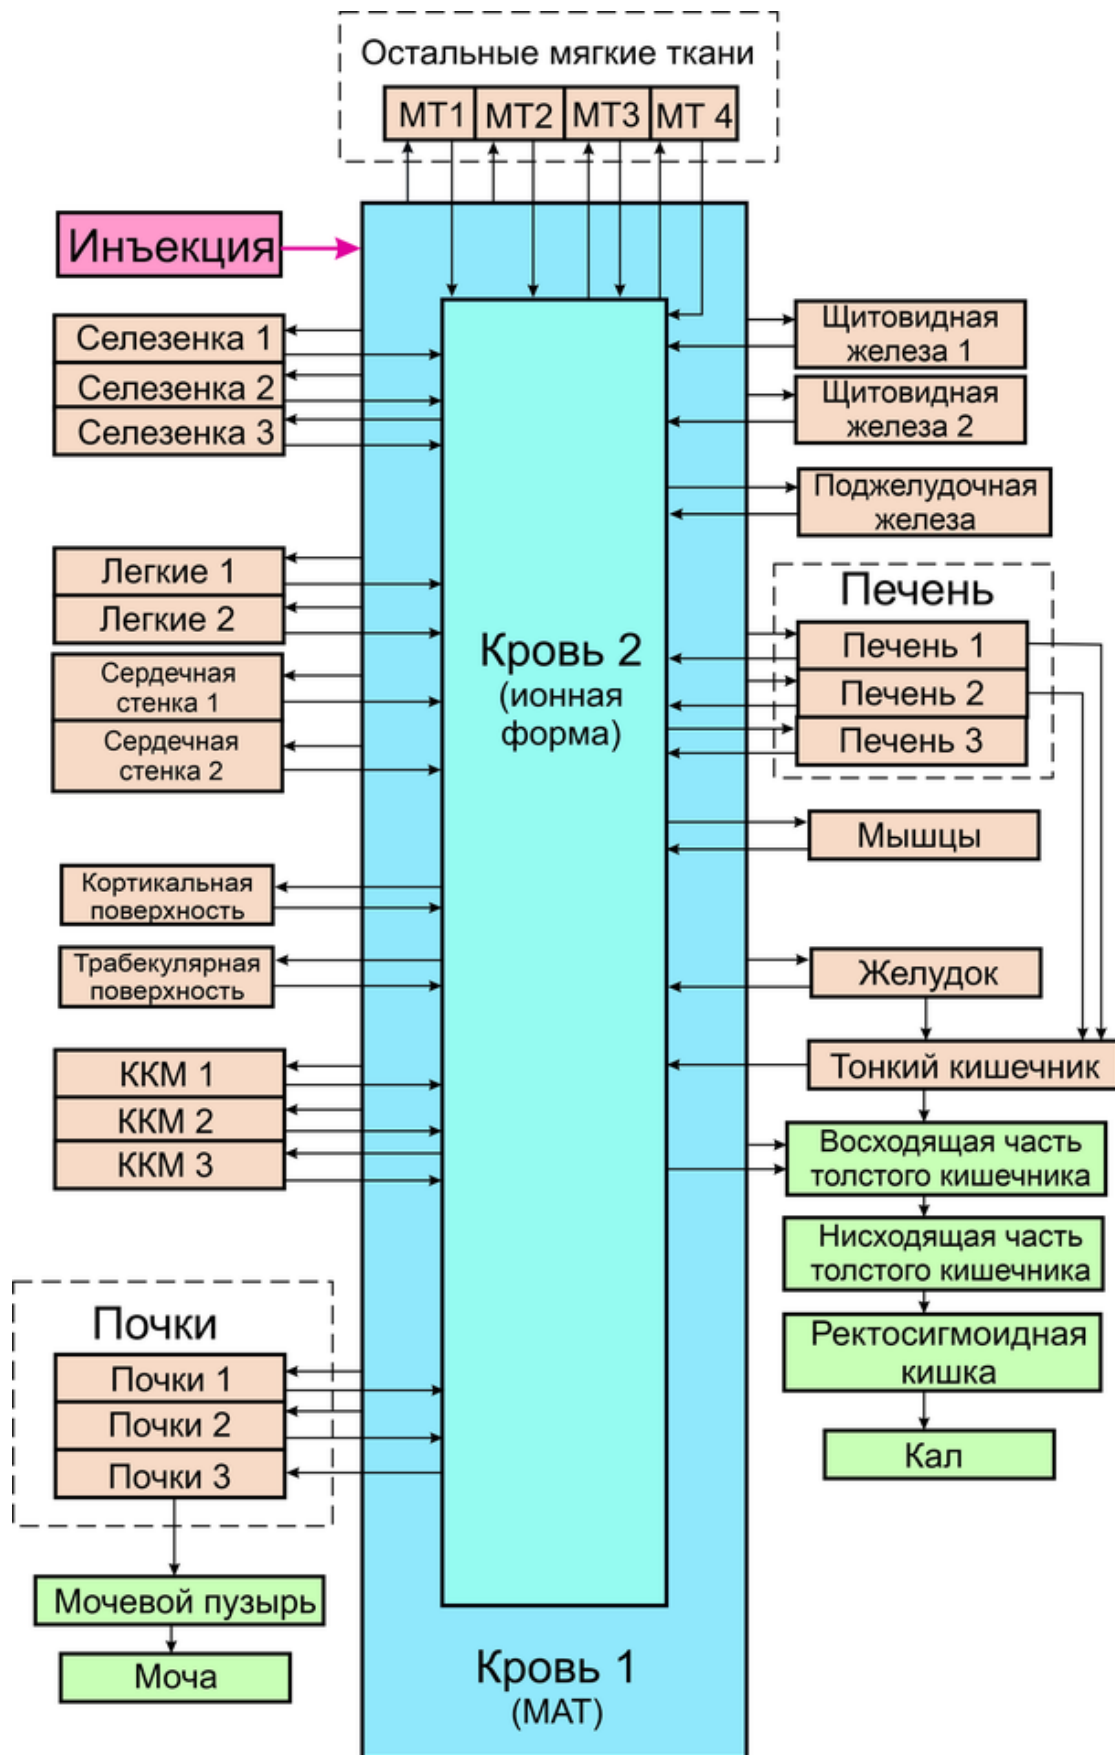 Остальные мягкие ткани
МТ1 МТ2 МТ3 МТ 4
Инъекция
Селезенка 1
Селезенка 2
Селезенка 3
Легкие 1
Легкие 2
Сердечная
стенка 1
Сердечная
стенка 2
Кортикальная
поверхность
Трабекулярная
поверхность
ККМ 1
ККМ 2
ККМ 3
Почки
Почки 1
Почки 2
Почки 3
Мочевой пузырь
Моча
Кровь 2
(ионная
форма)
Кровь 1
(МАТ)
Щитовидная
железа 1
Щитовидная
железа 2
Поджелудочная
железа
Печень
Печень 1
Печень 2
Печень 3
Мышцы
Желудок
Тонкий кишечник
Восходящая часть
толстого кишечника
Нисходящая часть
толстого кишечника
Ректосигмоидная
кишка
Кал